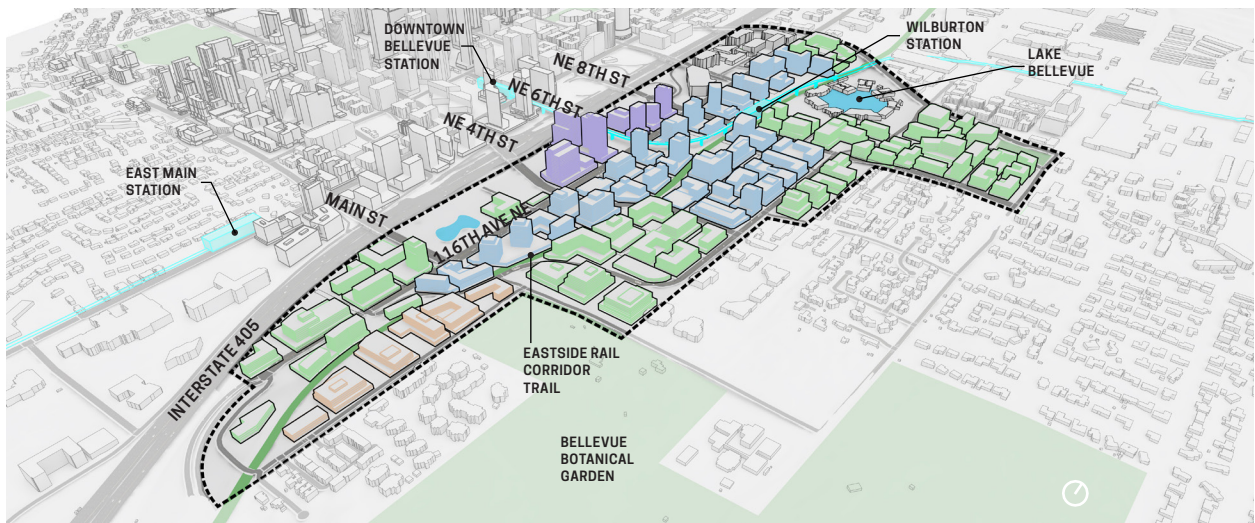 DOWNTOWN
BELLEVUE
STATION
NE 8TH ST
WILBURTON
STATION
LAKE
BELLEVUE
NE 6TH ST
NE 4TH ST
EAST MAIN
STATION
MAIN ST
116TH AVE NE
INTERSTATE 405
EASTSIDE RAIL
CORRIDOR
TRAIL
BELLEVUE
BOTANICAL
GARDEN